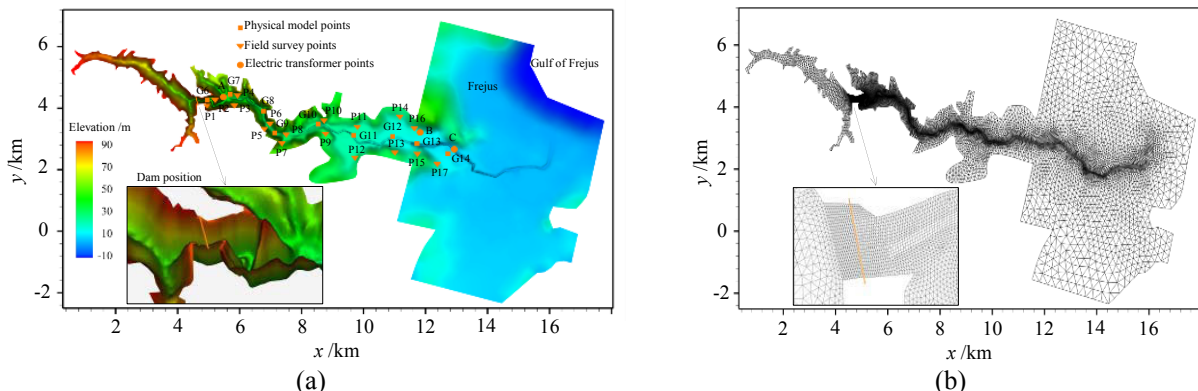 Physical model points
Field survey points
Electric transformer points
Gulf of Frejus
Frejus
Elevation /m
90
70
50
30
10
-10
Dam position
G6
A
G7
P4
P1
P2
P3
G8
P6
G9
P5
P8
P7
G10
P10
P9
P11
G11
P12
P14
G12
P16
B
P13
G13
C
P15
G14
P17
6
4
2
0
-2
y /km
2
4
6
8
10
12
14
16
x /km
(a)
6
4
2
0
-2
y /km
2
4
6
8
10
12
14
16
18
x /km
(b)